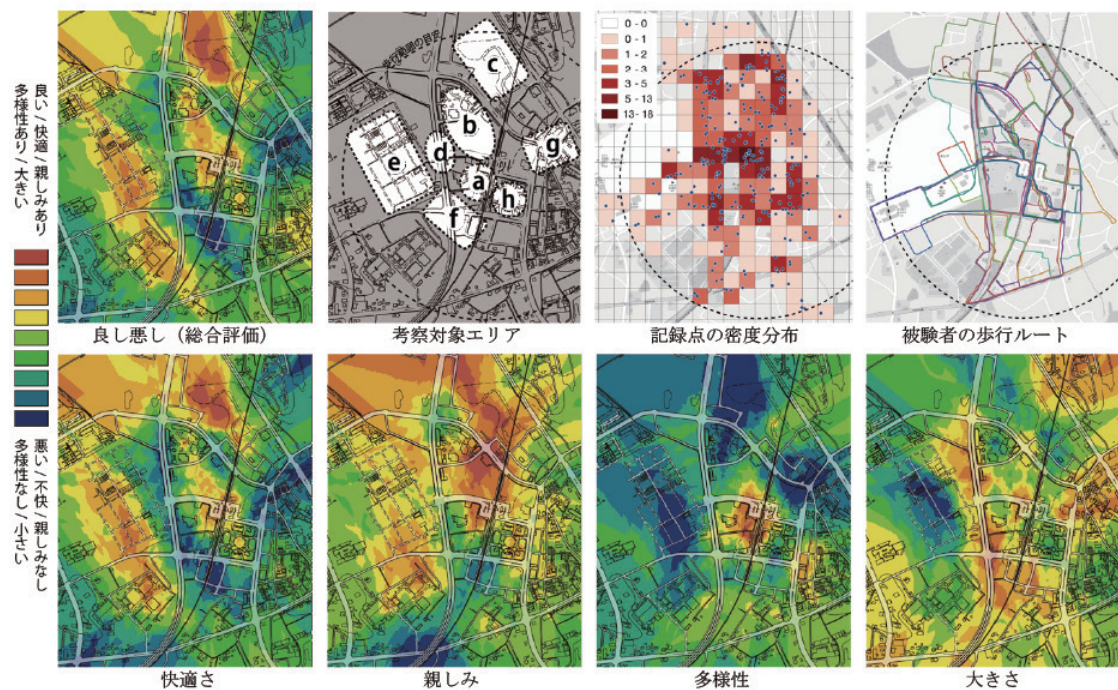 良い / 快適 / 親しみあり
多様性あり / 大きい
悪い / 不快 / 親しみなし
多様性なし / 小さい
c
b
e
d
a
g
h
f
0 - 0
0 - 1
1 - 2
2 - 3
3 - 5
5 - 13
13 - 18
良し悪し（総合評価）
考察対象エリア
記録点の密度分布
被験者の歩行ルート
快適さ
親しみ
多様性
大きさ